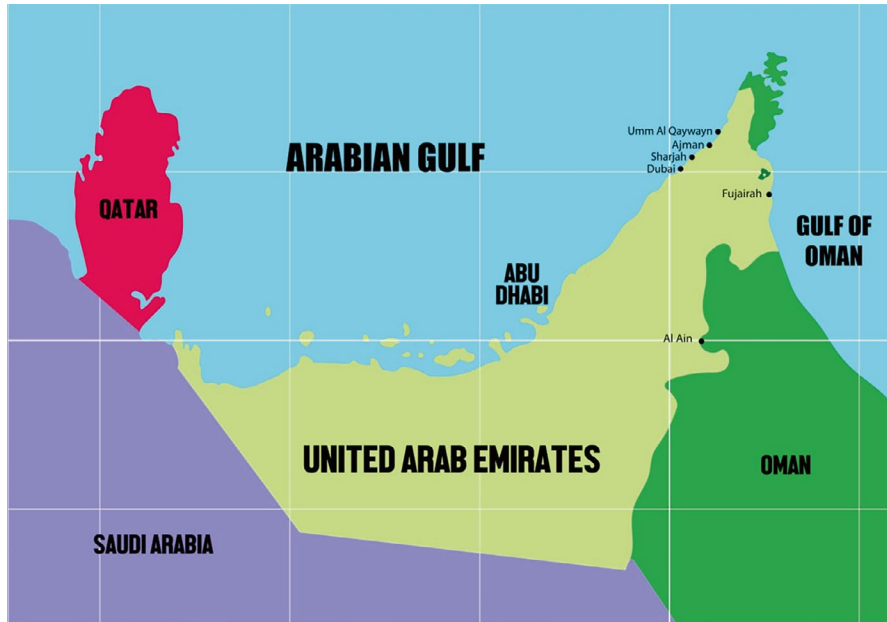 Umm Al Qaywayn
Ajman
ARABIAN GULF
Sharjah
Dubai
QATAR
Fujairah
GULF OF
OMAN
ABU
DHABI
Al Ain
UNITED ARAB EMIRATES
OMAN
SAUDI ARABIA